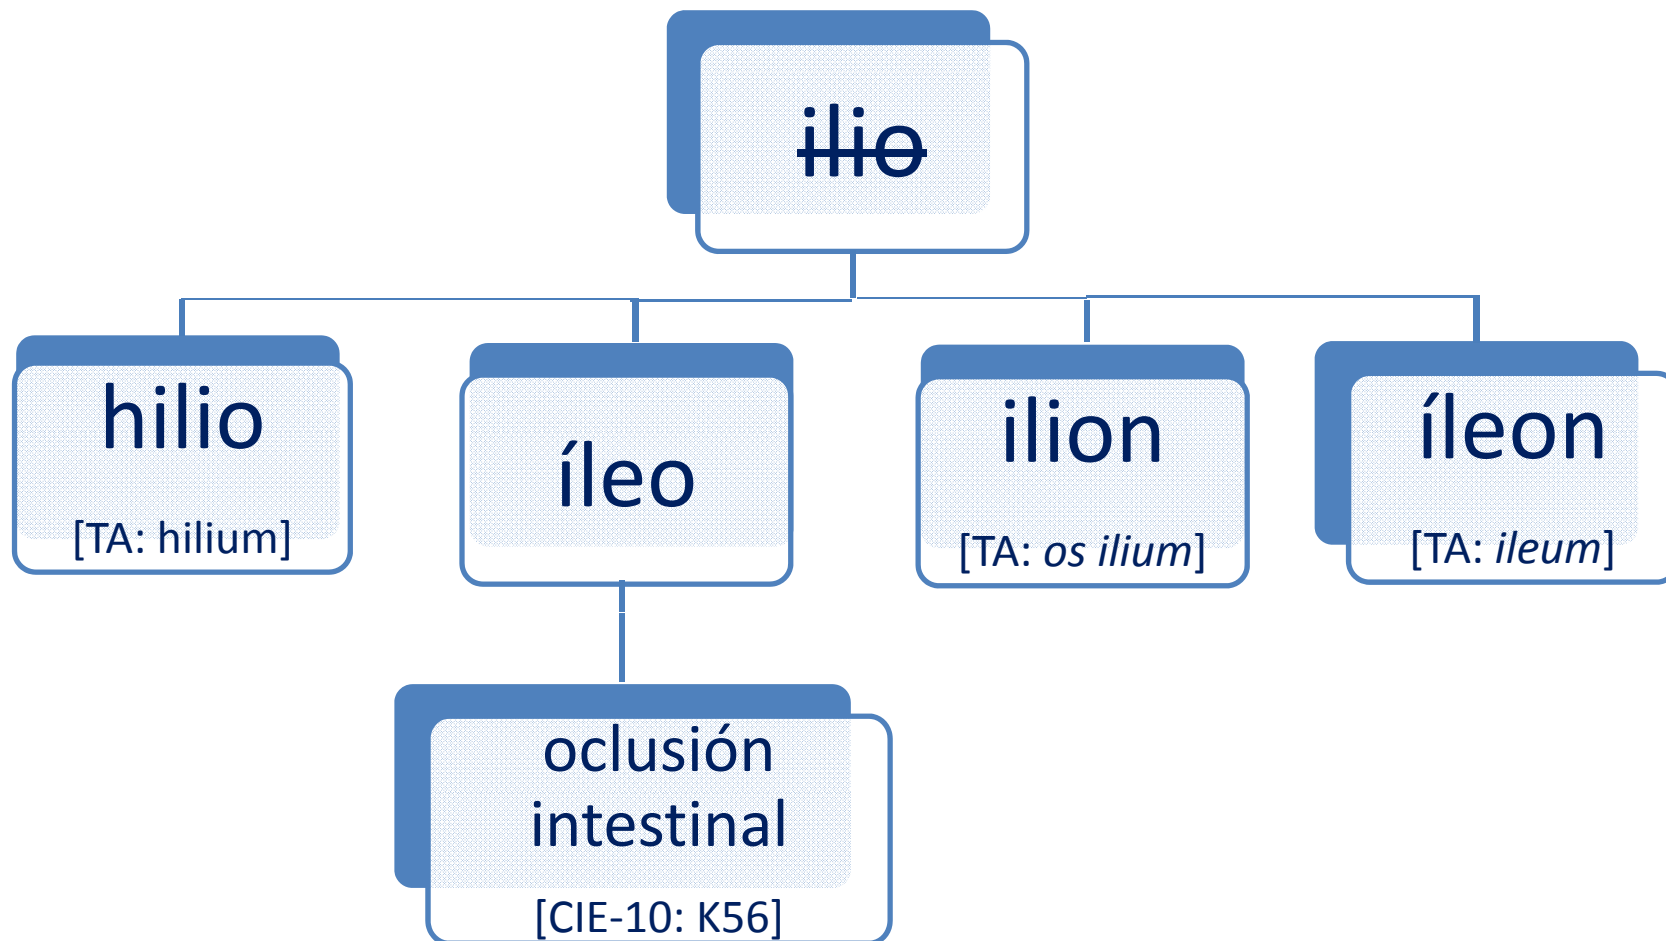 ilio
hilio
[TA: hilium]
íleo
ilion
[TA: os ilium]
íleon
[TA: ileum]
oclusión
intestinal
[CIE-10: K56]